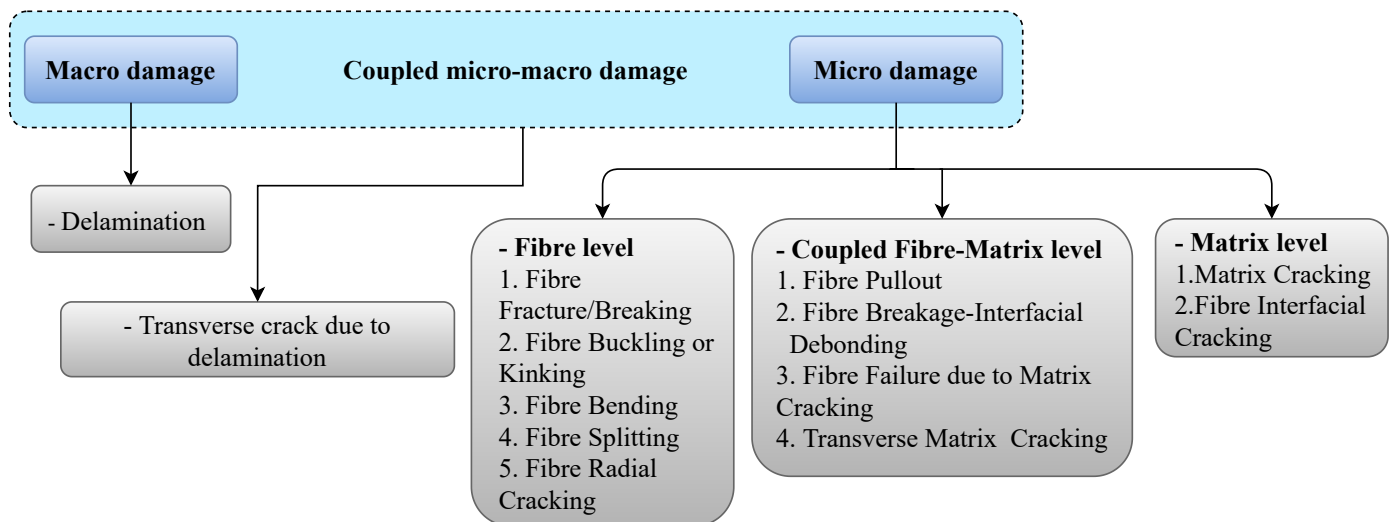 Macro damage
Coupled micro-macro damage
Micro damage
- Delamination
- Transverse crack due to
delamination
- Fibre level
1. Fibre
Fracture/Breaking
2. Fibre Buckling or
Kinking
3. Fibre Bending
4. Fibre Splitting
5. Fibre Radial
Cracking
- Coupled Fibre-Matrix level
1. Fibre Pullout
2. Fibre Breakage-Interfacial
Debonding
3. Fibre Failure due to Matrix
Cracking
4. Transverse Matrix Cracking
- Matrix level
1.Matrix Cracking
2.Fibre Interfacial
Cracking